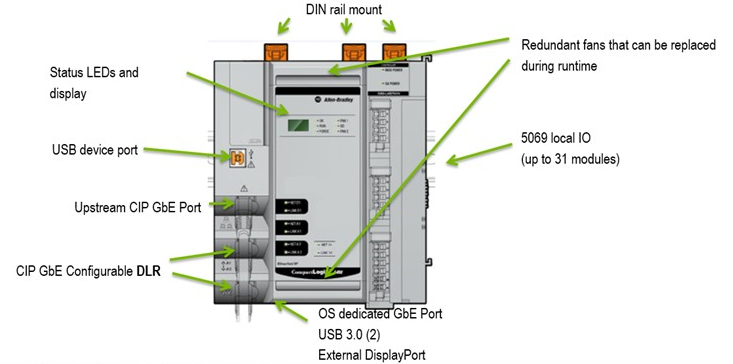 DIN rail mount
Redundant fans that can be replaced
during runtime
Status LEDs and
display
Allen-Bradley
USB device port
5069 local IO
(up to 31 modules)
Upstream CIP GbE Port
CIP GbE Configurable DLR
OS dedicated GbE Port
USB 3.0 (2)
External DisplayPort